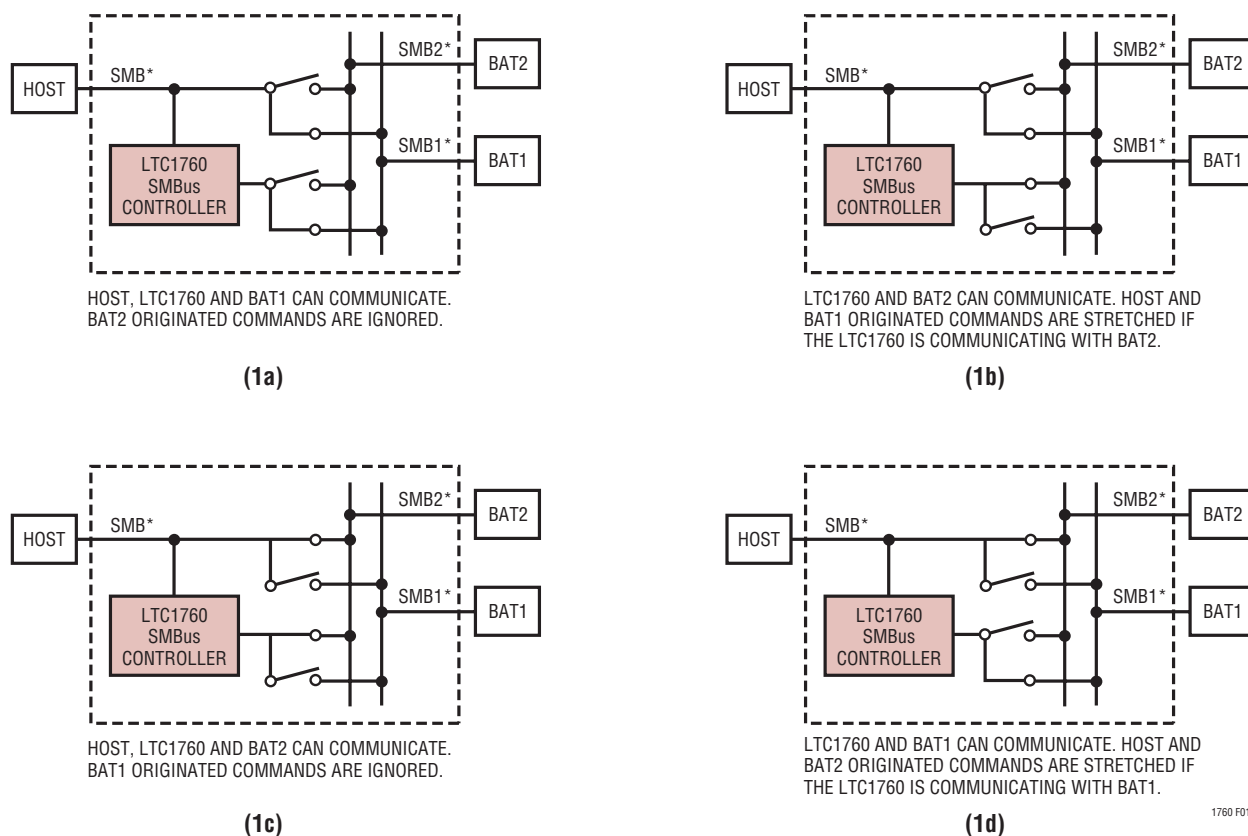 SMB2*
BAT2
HOST
SMB*
SMB1*
BAT1
LTC1760
SMBus
CONTROLLER
HOST, LTC1760 AND BAT1 CAN COMMUNICATE.
BAT2 ORIGINATED COMMANDS ARE IGNORED.
(1a)
SMB2*
BAT2
HOST
SMB*
SMB1*
BAT1
LTC1760
SMBus
CONTROLLER
LTC1760 AND BAT2 CAN COMMUNICATE. HOST AND
BAT1 ORIGINATED COMMANDS ARE STRETCHED IF
THE LTC1760 IS COMMUNICATING WITH BAT2.
(1b)
SMB2*
BAT2
HOST
SMB*
SMB1*
BAT1
LTC1760
SMBus
CONTROLLER
HOST, LTC1760 AND BAT2 CAN COMMUNICATE.
BAT1 ORIGINATED COMMANDS ARE IGNORED.
(1c)
SMB2*
BAT2
HOST
SMB*
SMB1*
BAT1
LTC1760
SMBus
CONTROLLER
LTC1760 AND BAT1 CAN COMMUNICATE. HOST AND
BAT2 ORIGINATED COMMANDS ARE STRETCHED IF
THE LTC1760 IS COMMUNICATING WITH BAT1.
(1d)
1760 F01